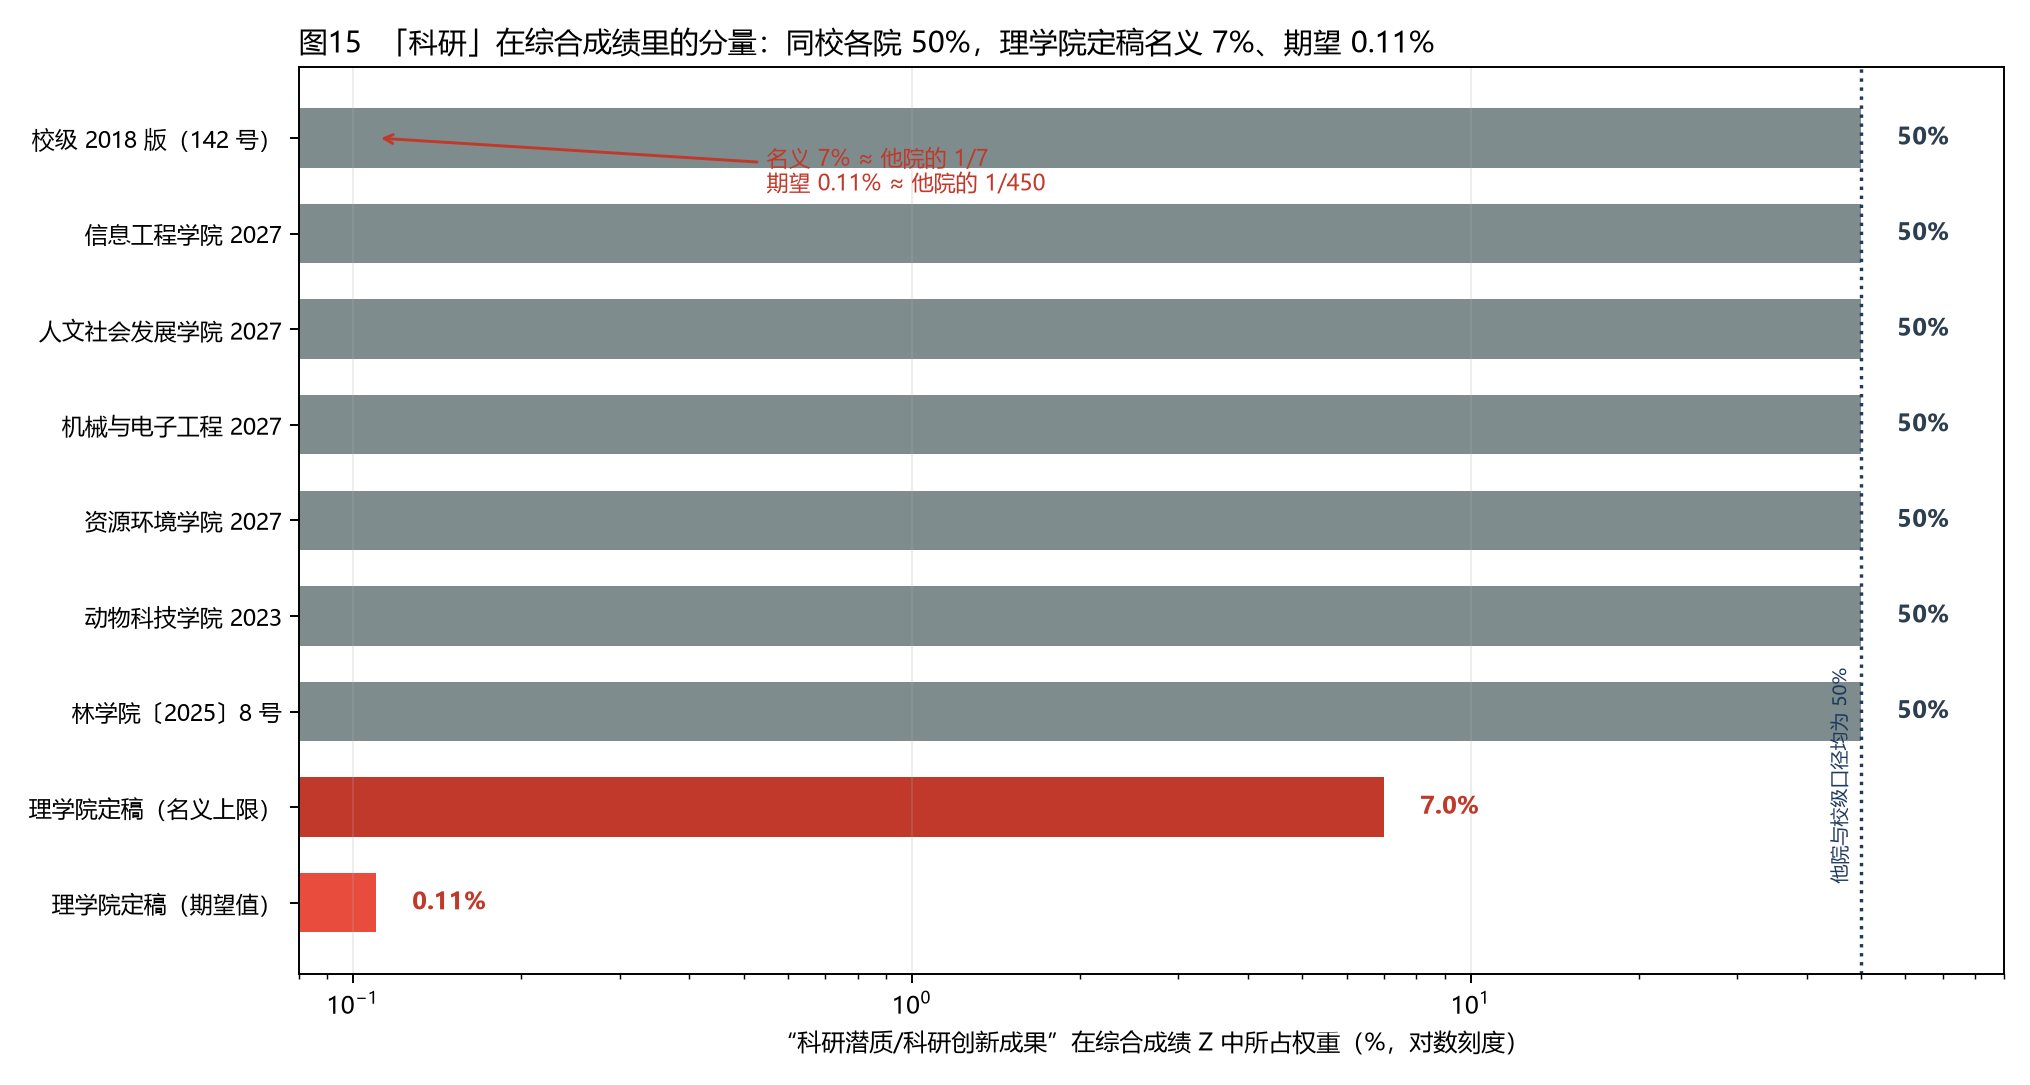 图15 「科研」在综合成绩里的分量：同校各院 50%，理学院定稿名义 7%、期望 0.11%
校级 2018 版（142 号）
50%
名义 7% ≈ 他院的 1/7
期望 0.11% ≈ 他院的 1/450
信息工程学院 2027
50%
人文社会发展学院 2027
50%
机械与电子工程 2027
50%
资源环境学院 2027
50%
动物科技学院 2023
50%
林学院〔2025〕8 号
50%
他院与校级口径均为 50%
理学院定稿（名义上限）
7.0%
理学院定稿（期望值）
0.11%
10⁻¹
10⁰
10¹
“科研潜质/科研创新成果”在综合成绩 Z 中所占权重（%，对数刻度）